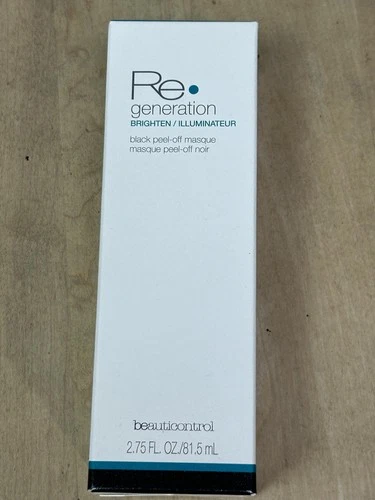 Re•
generation
BRIGHTEN / ILLUMINATEUR
black peel-off masque
masque peel-off noir
beauticontrol
2.75 FL. OZ./81.5 mL